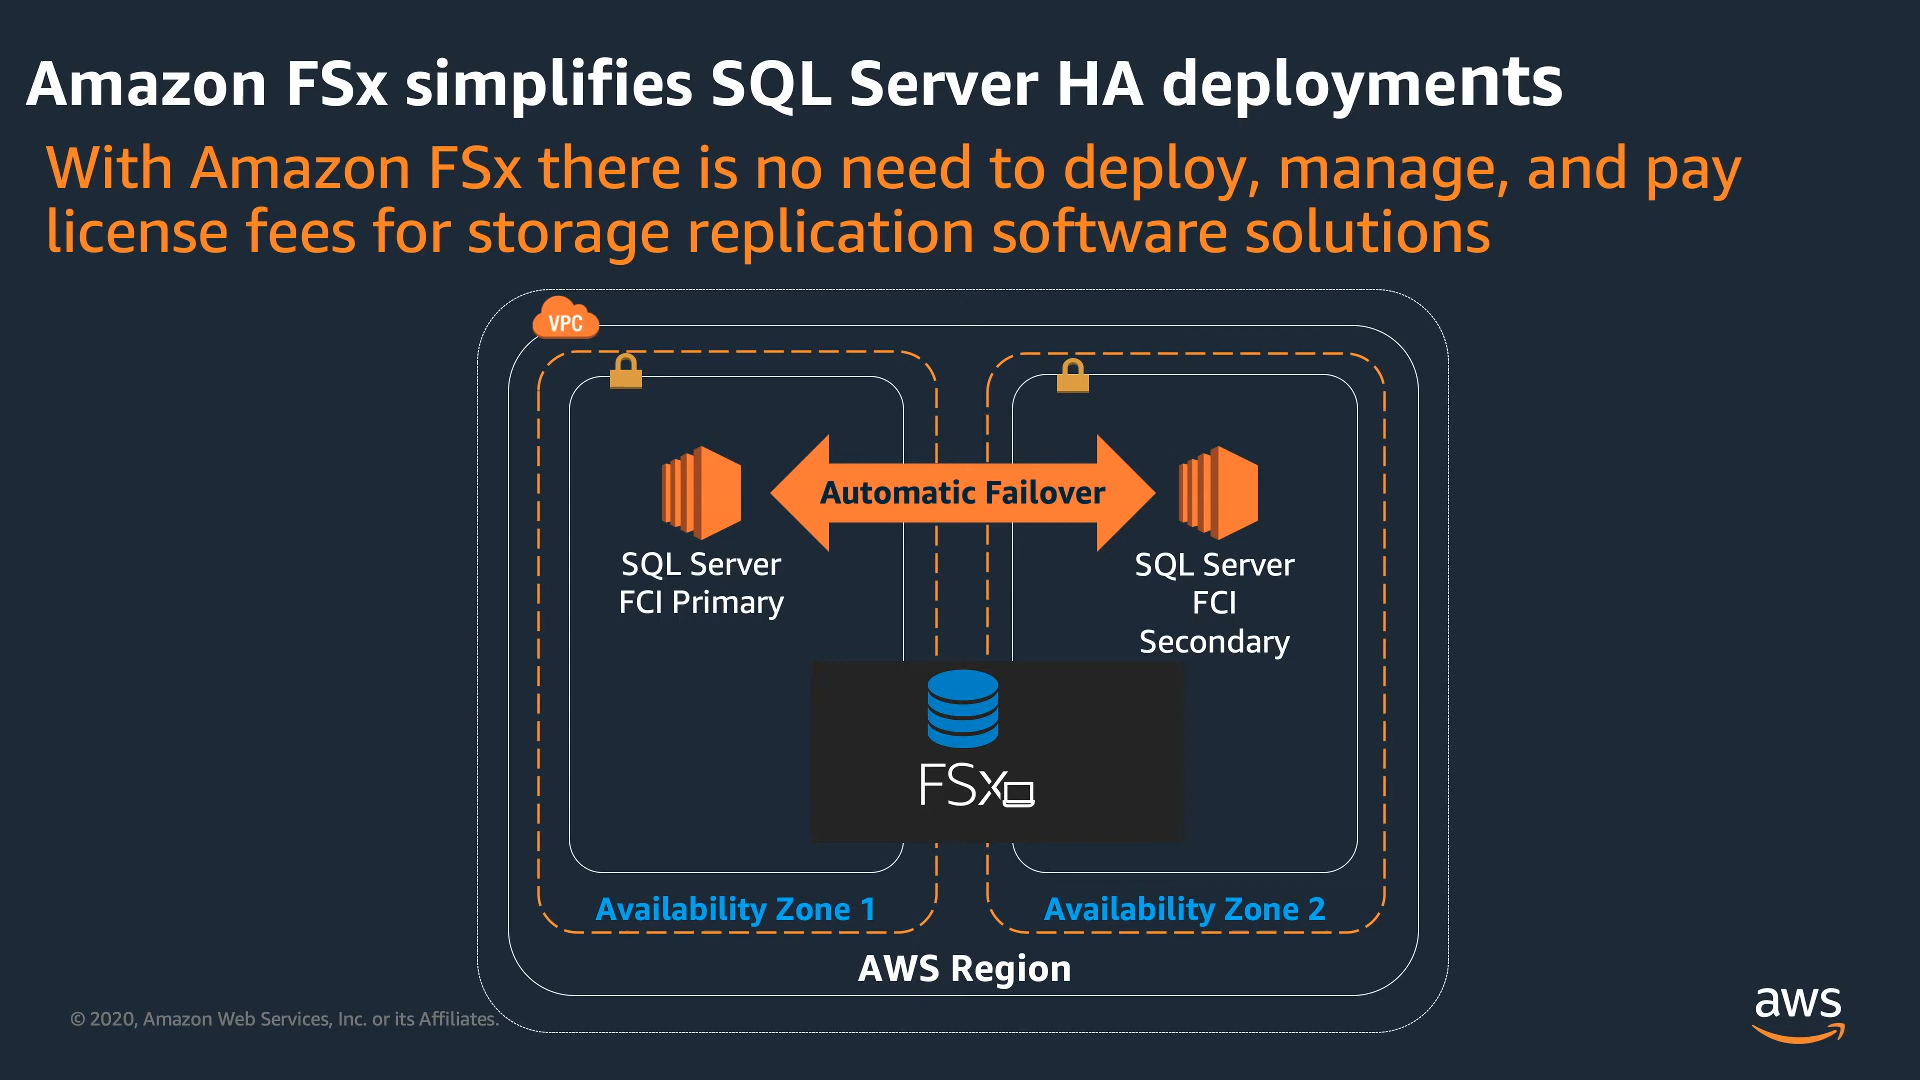 Amazon FSx simplifies SQL Server HA deployments
With Amazon FSx there is no need to deploy, manage, and pay
license fees for storage replication software solutions
VPC
Automatic Failover
SQL Server
FCI Primary
SQL Server
FCI
Secondary
FSx
Availability Zone 1
Availability Zone 2
AWS Region
© 2020, Amazon Web Services, Inc. or its Affiliates.
aws